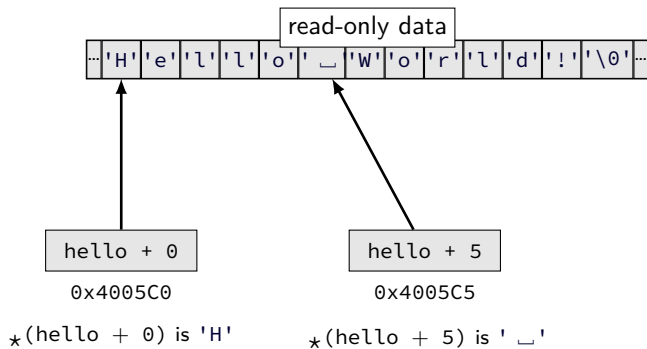 read-only data
… 'H' 'e' 'l' 'l' 'o' '␣' 'W' 'o' 'r' 'l' 'd' '!' '\0' …
hello + 0 hello + 5
0x4005C0 0x4005C5
*(hello + 0) is 'H' *(hello + 5) is '␣'